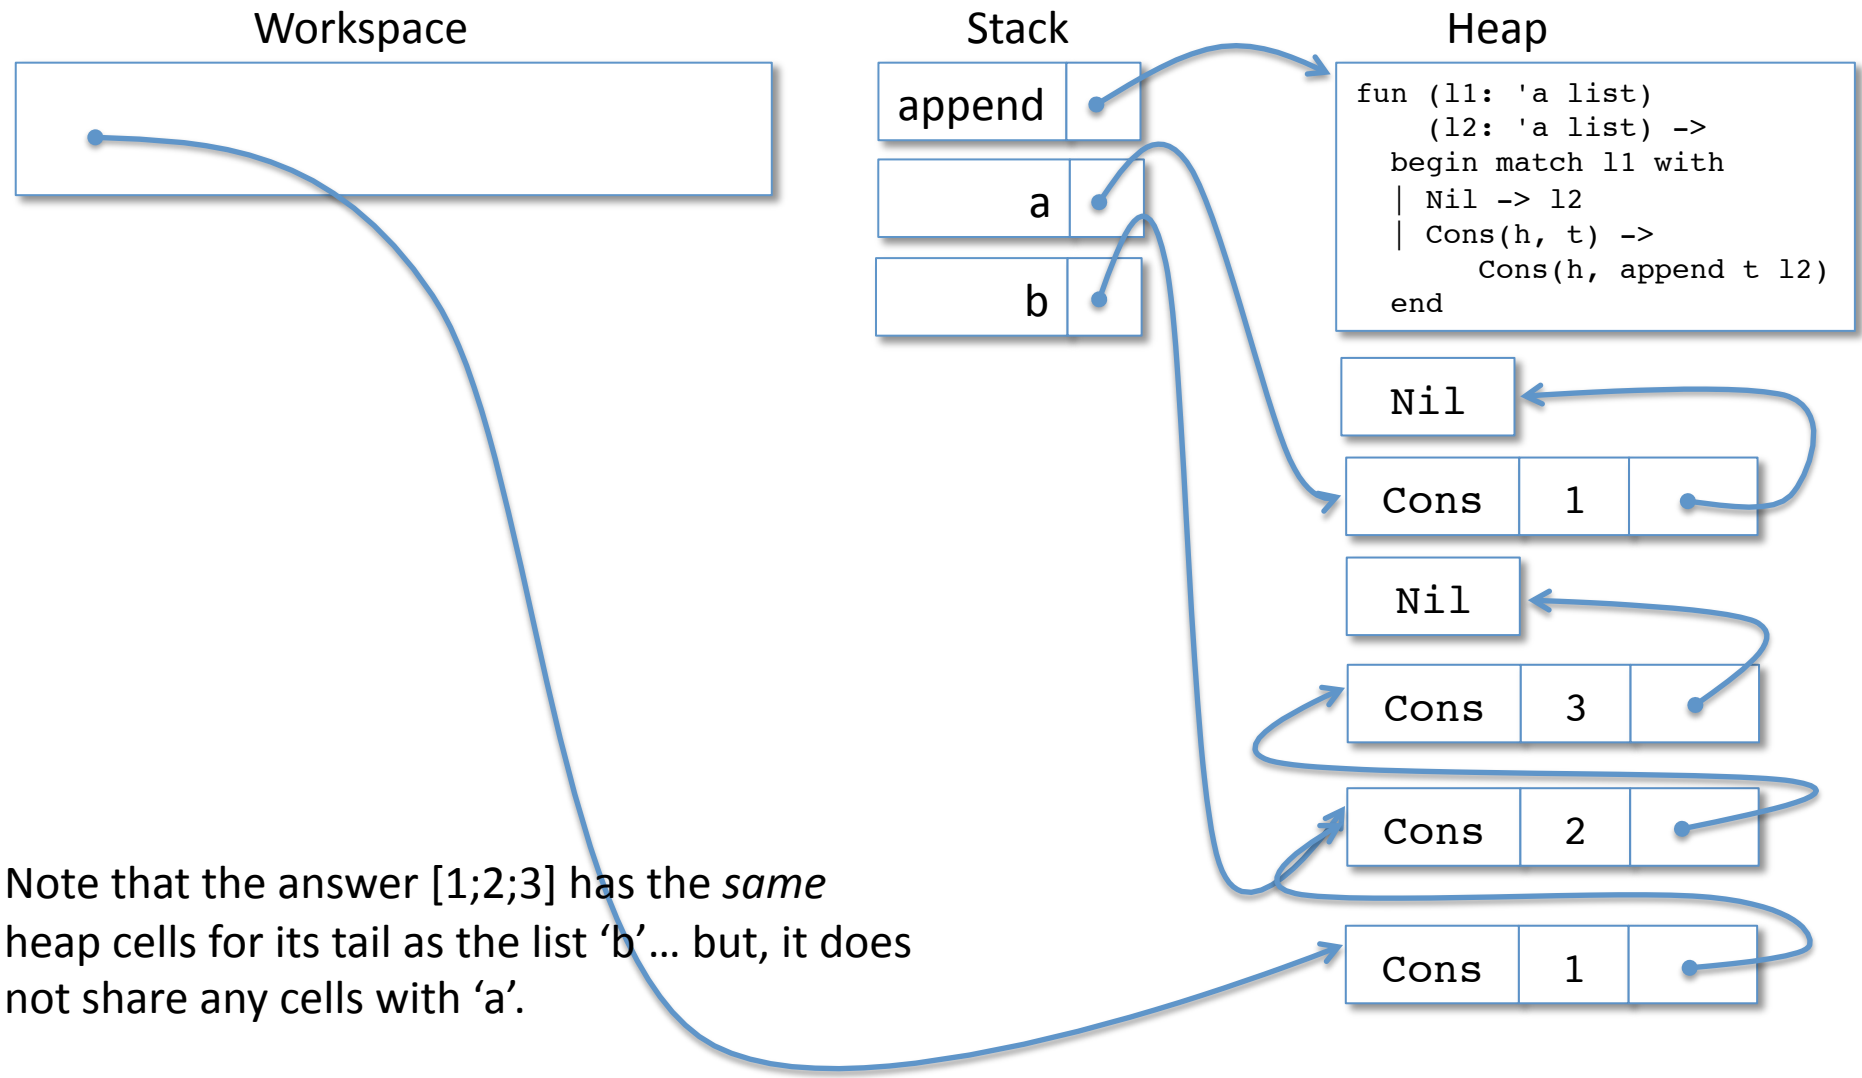 Workspace
Stack
Heap
append
a
b
fun (l1: 'a list)
(l2: 'a list) ->
begin match l1 with
| Nil -> l2
| Cons(h, t) ->
Cons(h, append t l2)
end
Nil
Cons 1
Nil
Cons 3
Cons 2
Cons 1
Note that the answer [1;2;3] has the same
heap cells for its tail as the list ‘b’… but, it does
not share any cells with ‘a’.